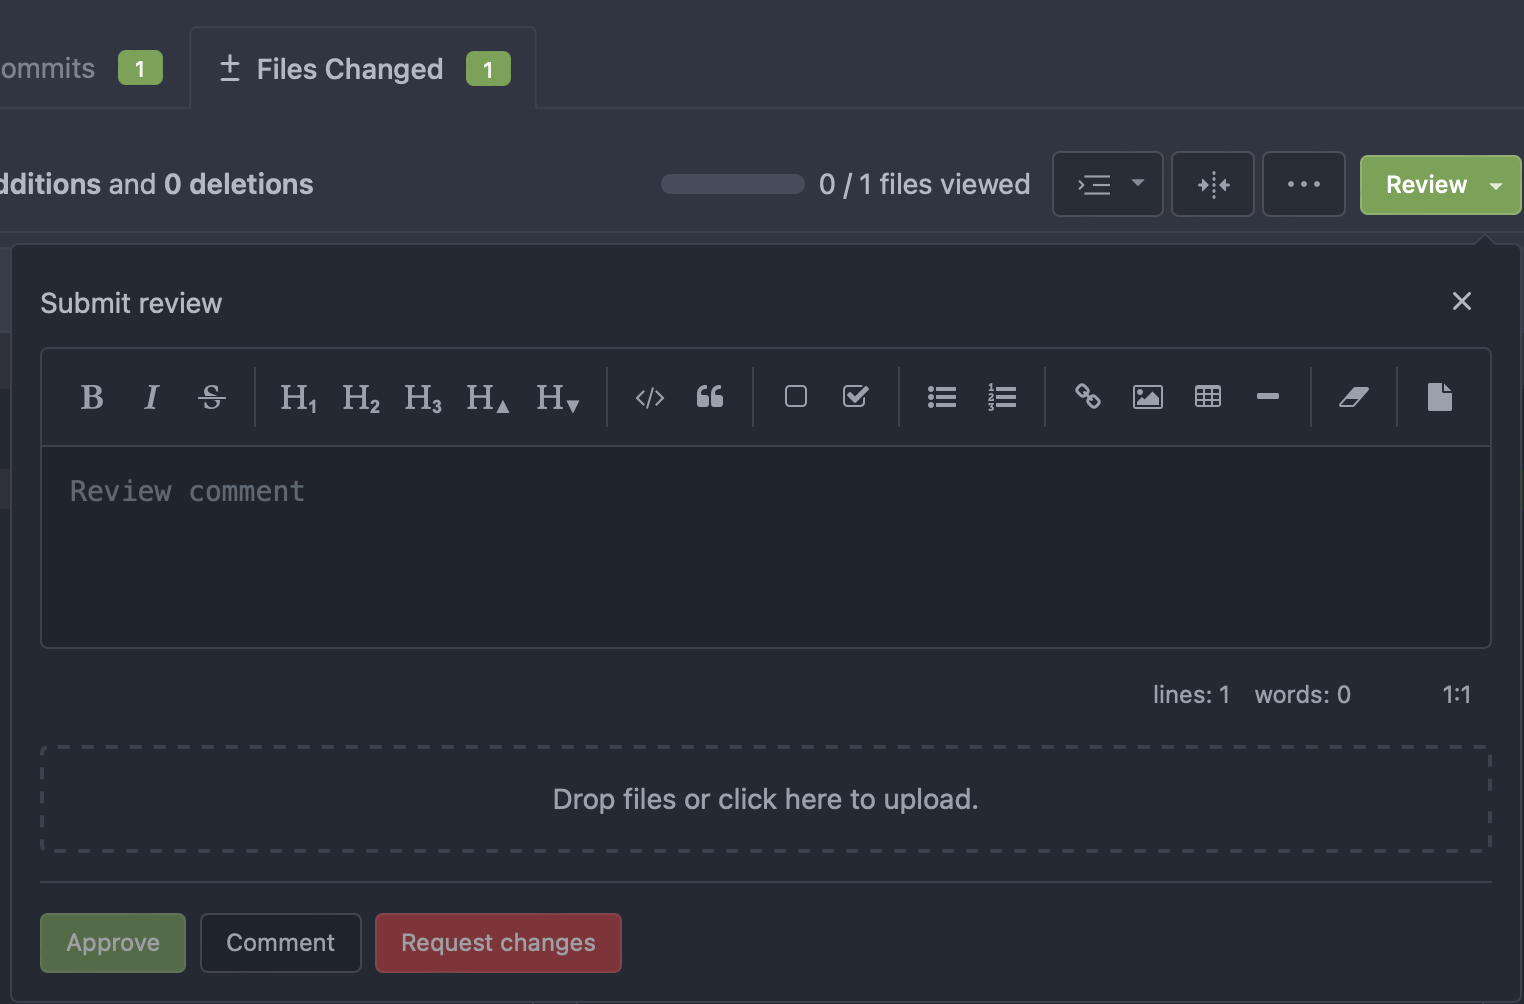 ommits 1 Files Changed 1
dditions and 0 deletions 0 / 1 files viewed Review
Submit review
B I S H1 H2 H3 H▲ H▼
Review comment
lines: 1 words: 0 1:1
Drop files or click here to upload.
Approve Comment Request changes